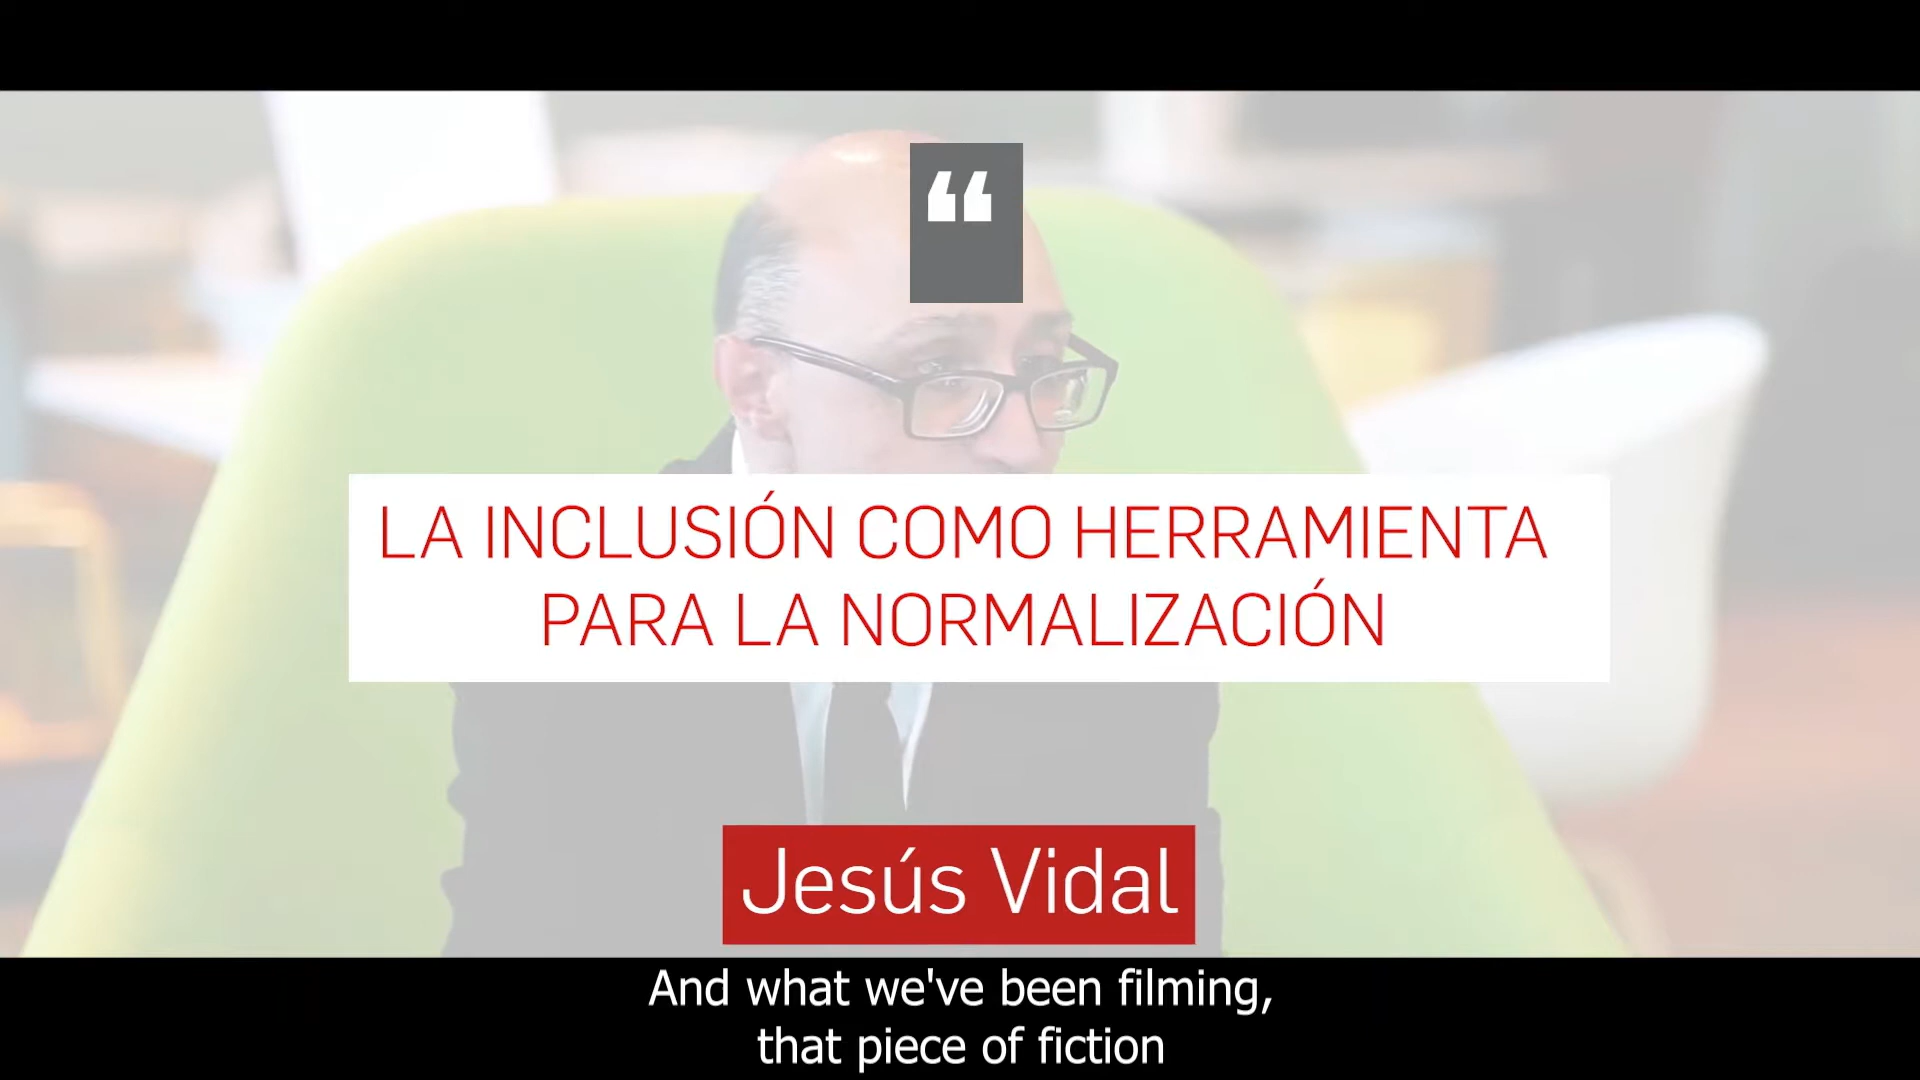 “
LA INCLUSIÓN COMO HERRAMIENTA
PARA LA NORMALIZACIÓN
Jesús Vidal
And what we've been filming,
that piece of fiction